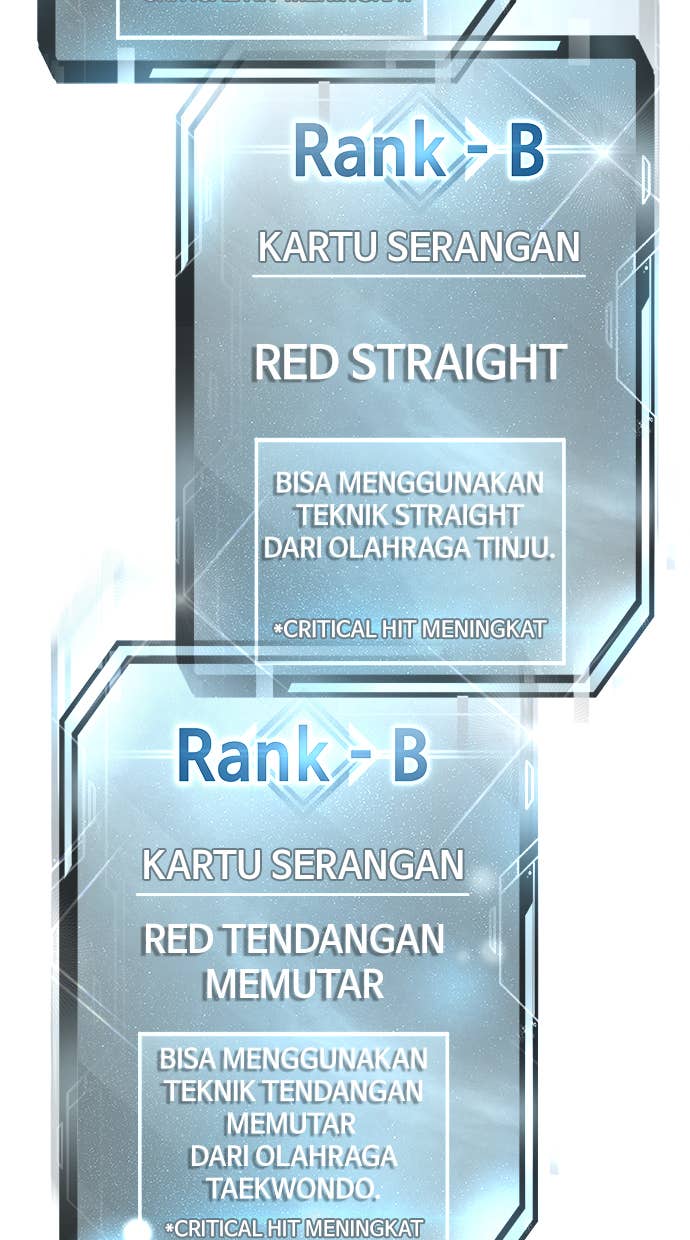 Rank - B
KARTU SERANGAN
RED STRAIGHT
BISA MENGGUNAKAN
TEKNIK STRAIGHT
DARI OLAHRAGA TINJU.
*CRITICAL HIT MENINGKAT
Rank - B
KARTU SERANGAN
RED TENDANGAN
MEMUTAR
BISA MENGGUNAKAN
TEKNIK TENDANGAN
MEMUTAR
DARI OLAHRAGA
TAEKWONDO.
*CRITICAL HIT MENINGKAT